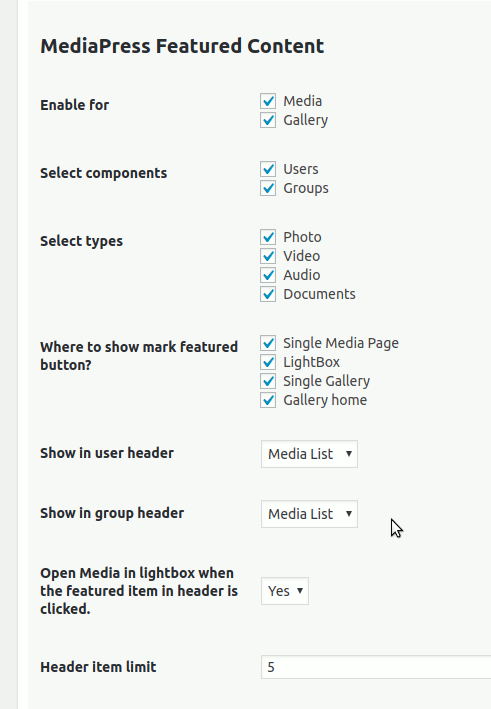 MediaPress Featured Content
Enable for
Media
Gallery
Select components
Users
Groups
Select types
Photo
Video
Audio
Documents
Where to show mark featured
button?
Single Media Page
LightBox
Single Gallery
Gallery home
Show in user header
Media List
Show in group header
Media List
Open Media in lightbox when
the featured item in header is
clicked.
Yes
Header item limit
5